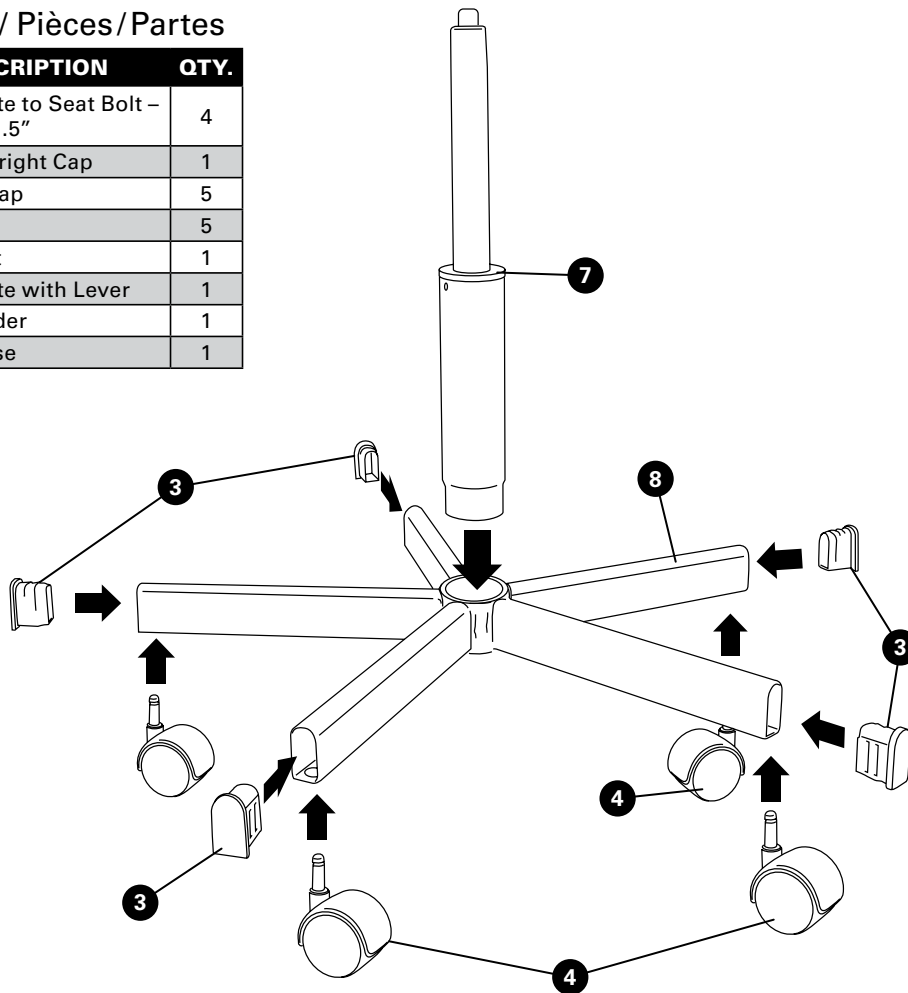 / Pièces / Partes
CRIPTION QTY.
te to Seat Bolt – 4
.5”
right Cap 1
ap 5
5
1
te with Lever 1
der 1
se 1
7
3
8
3
4
3
4